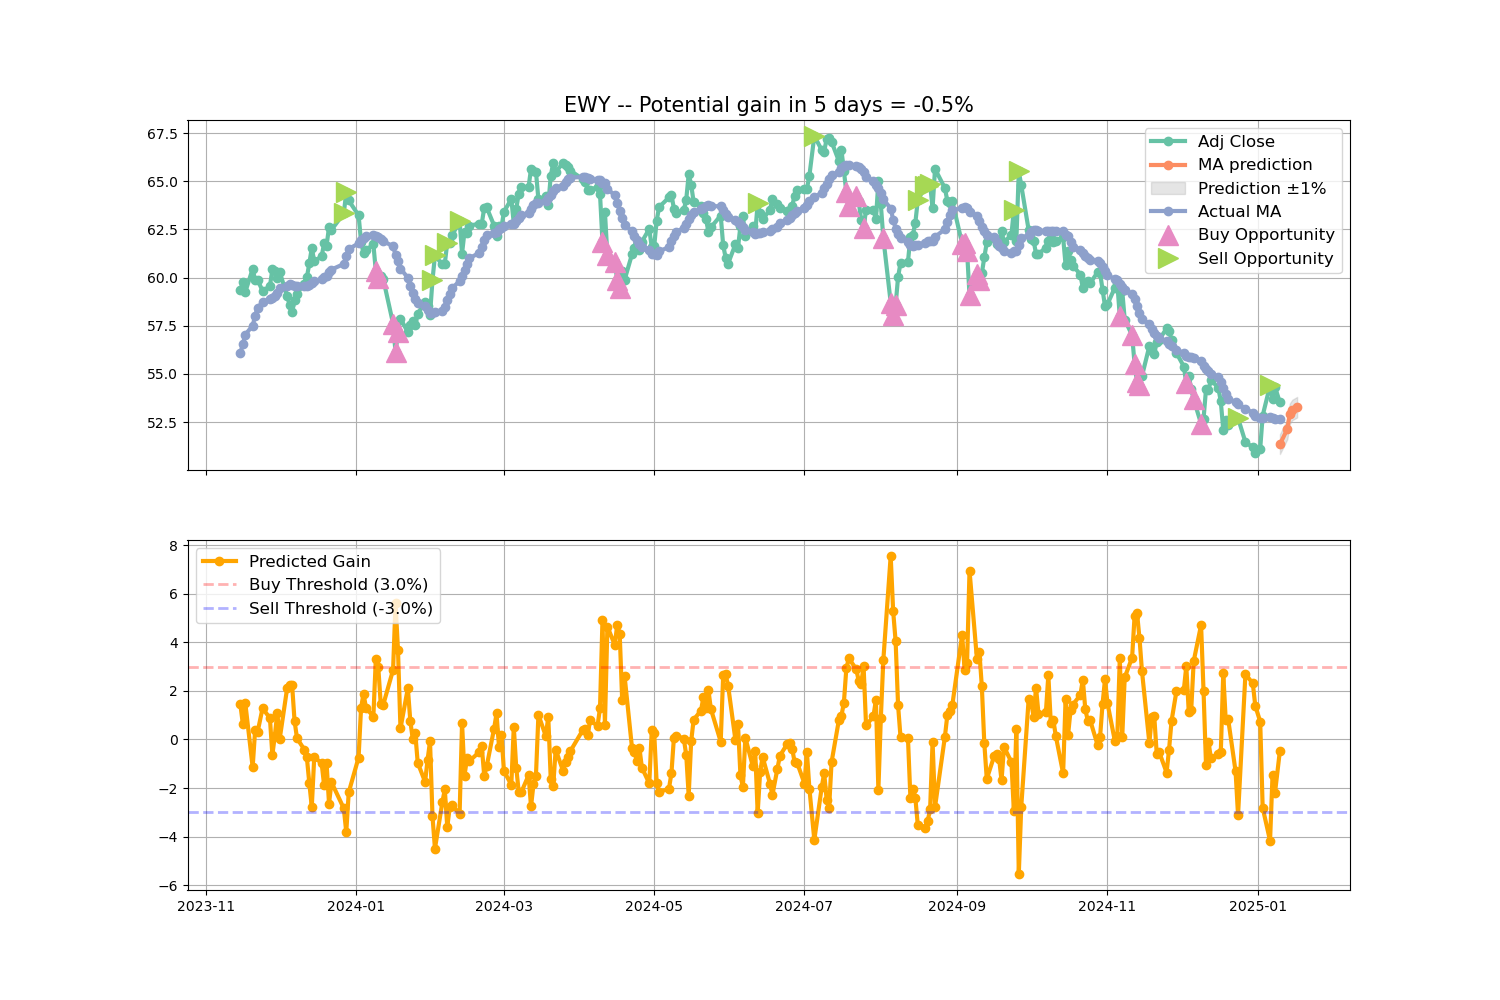 EWY -- Potential gain in 5 days = -0.5%
67.5
65.0
62.5
60.0
57.5
55.0
52.5
Adj Close
MA prediction
Prediction ±1%
Actual MA
Buy Opportunity
Sell Opportunity
8
6
4
2
0
−2
−4
−6
Predicted Gain
Buy Threshold (3.0%)
Sell Threshold (-3.0%)
2023-11
2024-01
2024-03
2024-05
2024-07
2024-09
2024-11
2025-01